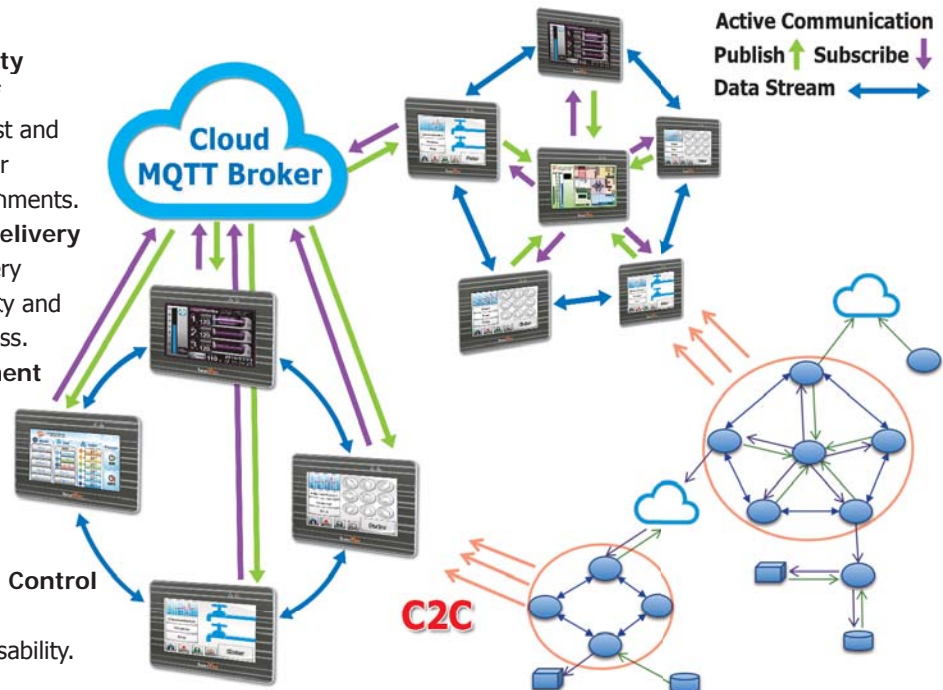 ty
st and
r
nments.
elivery
ery
ty and
ss.
ment
Control
sability.
Cloud
MQTT Broker
Active Communication
Publish Subscribe
Data Stream
C2C